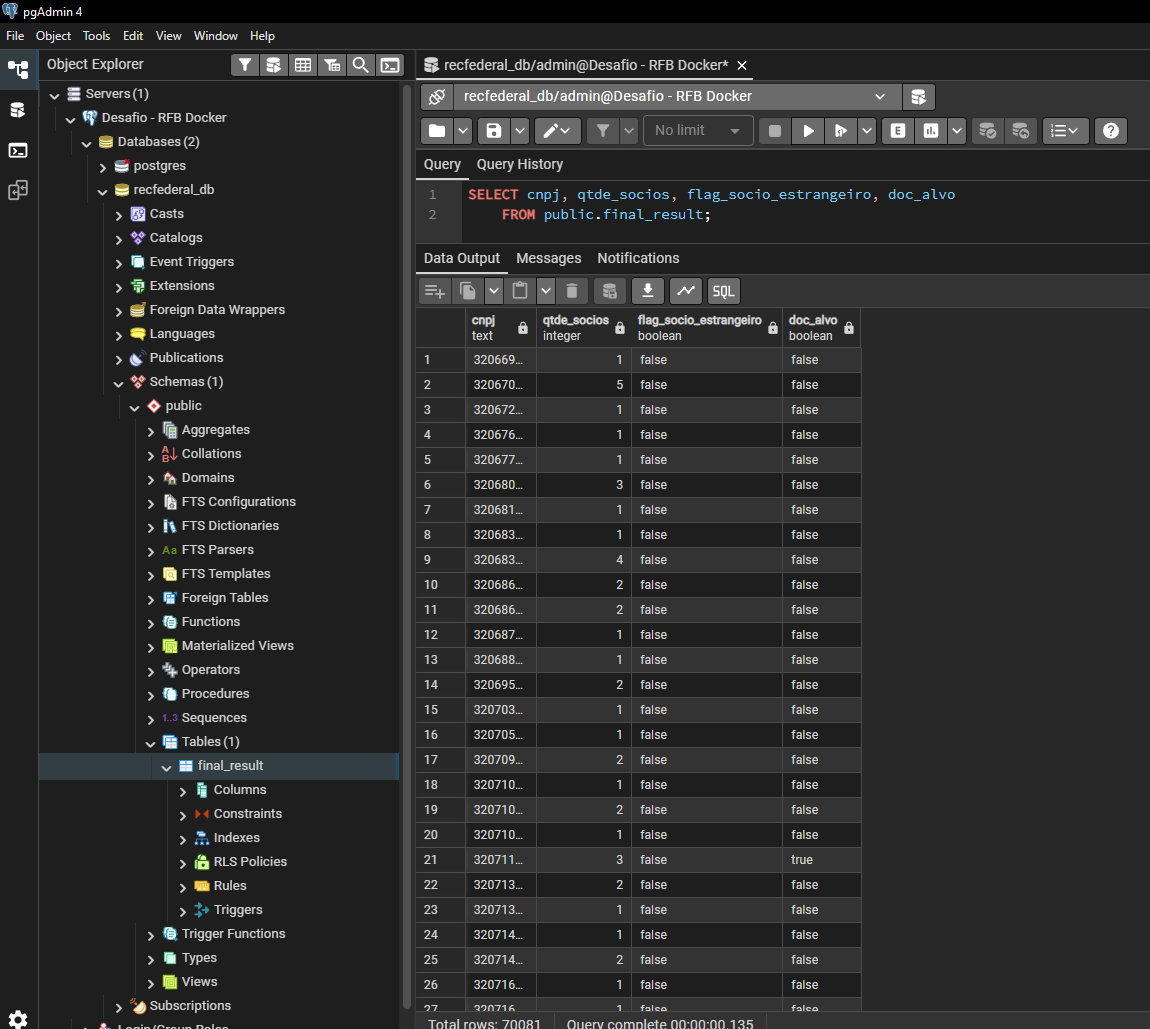 pgAdmin 4
File Object Tools Edit View Window Help
Object Explorer
Servers (1)
Desafio - RFB Docker
Databases (2)
postgres
recfederal_db
Casts
Catalogs
Event Triggers
Extensions
Foreign Data Wrappers
Languages
Publications
Schemas (1)
public
Aggregates
Collations
Domains
FTS Configurations
FTS Dictionaries
Aa FTS Parsers
FTS Templates
Foreign Tables
Functions
Materialized Views
Operators
Procedures
1..3 Sequences
Tables (1)
final_result
Columns
Constraints
Indexes
RLS Policies
Rules
Triggers
Trigger Functions
Types
Views
Subscriptions
Login/Group Roles
recfederal_db/admin@Desafio - RFB Docker*
recfederal_db/admin@Desafio - RFB Docker
No limit
E
Query Query History
1 SELECT cnpj, qtde_socios, flag_socio_estrangeiro, doc_alvo
2 FROM public.final_result;
Data Output Messages Notifications
SQL
cnpj qtde_socios flag_socio_estrangeiro doc_alvo
text integer boolean boolean
1 320669... 1 false false
2 320670... 5 false false
3 320672... 1 false false
4 320676... 1 false false
5 320677... 1 false false
6 320680... 3 false false
7 320681... 1 false false
8 320683... 1 false false
9 320683... 4 false false
10 320686... 2 false false
11 320686... 2 false false
12 320687... 1 false false
13 320688... 1 false false
14 320695... 2 false false
15 320703... 1 false false
16 320705... 1 false false
17 320709... 2 false false
18 320710... 1 false false
19 320710... 2 false false
20 320710... 1 false false
21 320711... 3 false true
22 320713... 2 false false
23 320713... 1 false false
24 320714... 1 false false
25 320714... 2 false false
26 320716... 1 false false
27 320716... 1 false false
Total rows: 70081 Query complete 00:00:00.135